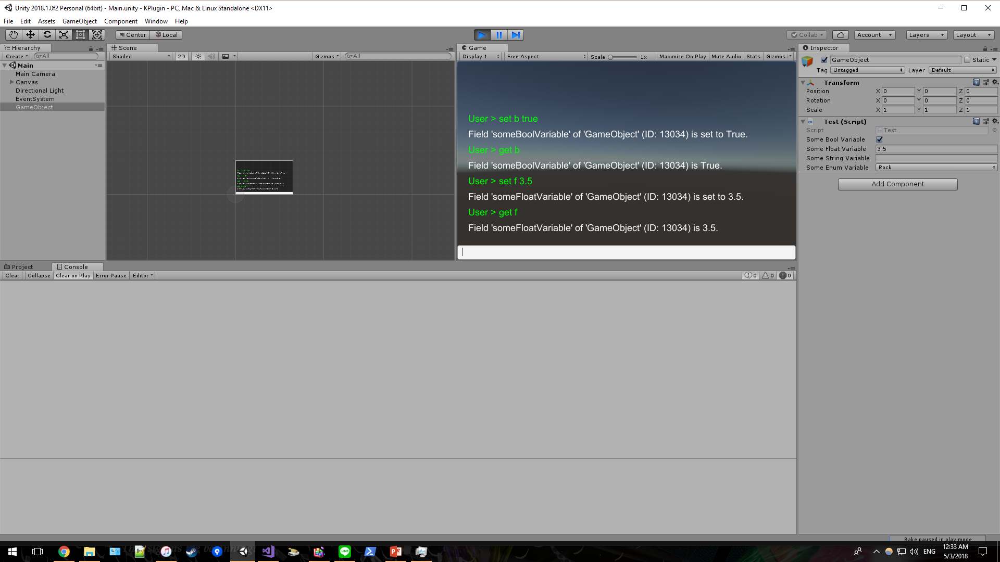 Unity 2018.1.0f2 Personal (64bit) - Main.unity - KPlugin - PC, Mac & Linux Standalone <DX11>
File Edit Assets GameObject Component Window Help
Center Local
Collab Account Layers Layout
Hierarchy
Create All
Main
Main Camera
Canvas
Directional Light
EventSystem
GameObject
Scene
Shaded 2D Gizmos All
Game
Display 1 Free Aspect Scale 1x Maximize On Play Mute Audio Stats Gizmos
User > set b true
Field 'someBoolVariable' of 'GameObject' (ID: 13034) is set to True.
User > get b
Field 'someBoolVariable' of 'GameObject' (ID: 13034) is True.
User > set f 3.5
Field 'someFloatVariable' of 'GameObject' (ID: 13034) is set to 3.5.
User > get f
Field 'someFloatVariable' of 'GameObject' (ID: 13034) is 3.5.
Inspector
GameObject Static
Tag Untagged Layer Default
Transform
Position X 0 Y 0 Z 0
Rotation X 0 Y 0 Z 0
Scale X 1 Y 1 Z 1
Test (Script)
Script Test
Some Bool Variable
Some Float Variable 3.5
Some String Variable
Some Enum Variable Rock
Add Component
Project Console
Clear Collapse Clear on Play Error Pause Editor 0 0 0
Bake paused in play mode
LINE
ENG 12:33 AM
5/3/2018